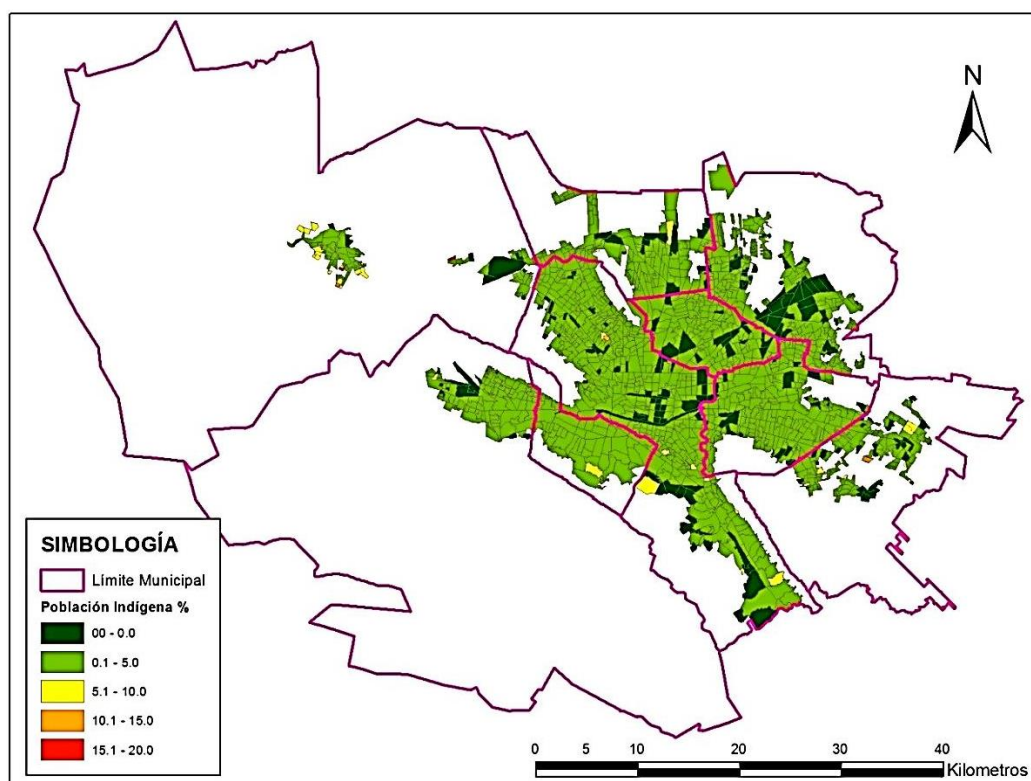 N
SIMBOLOGÍA
Límite Municipal
Población Indígena %
00 - 0.0
0.1 - 5.0
5.1 - 10.0
10.1 - 15.0
15.1 - 20.0
0 5 10 20 30 40
Kilometros